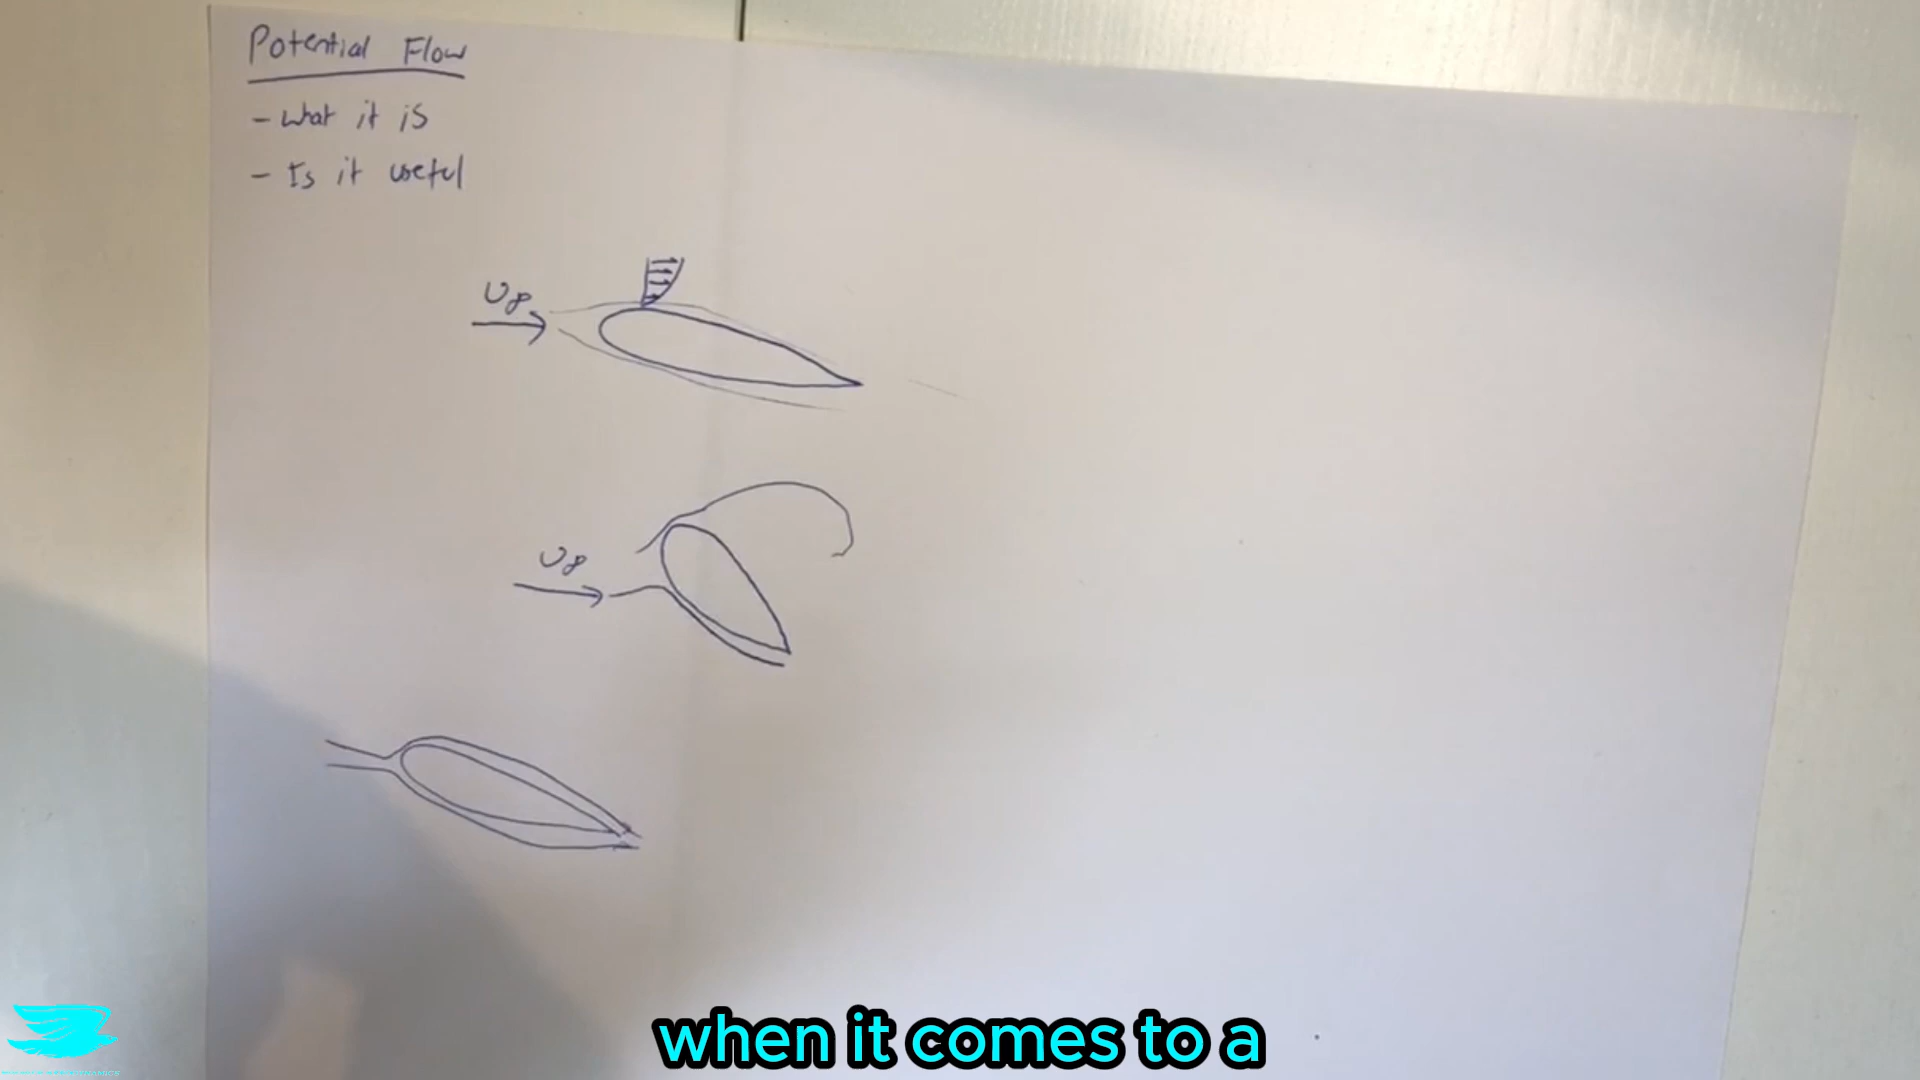 Potential Flow
- What it is
- Is it useful
U∞
U∞
when it comes to a